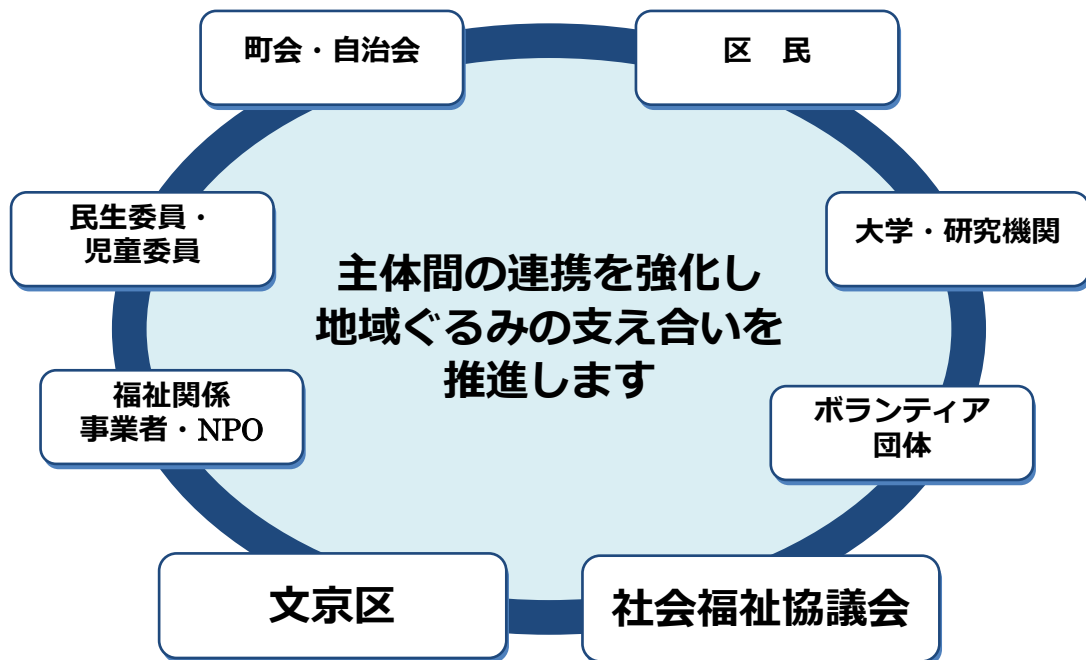 町会・自治会
区　民
民生委員・
児童委員
大学・研究機関
主体間の連携を強化し
地域ぐるみの支え合いを
推進します
福祉関係
事業者・NPO
ボランティア
団体
文京区
社会福祉協議会